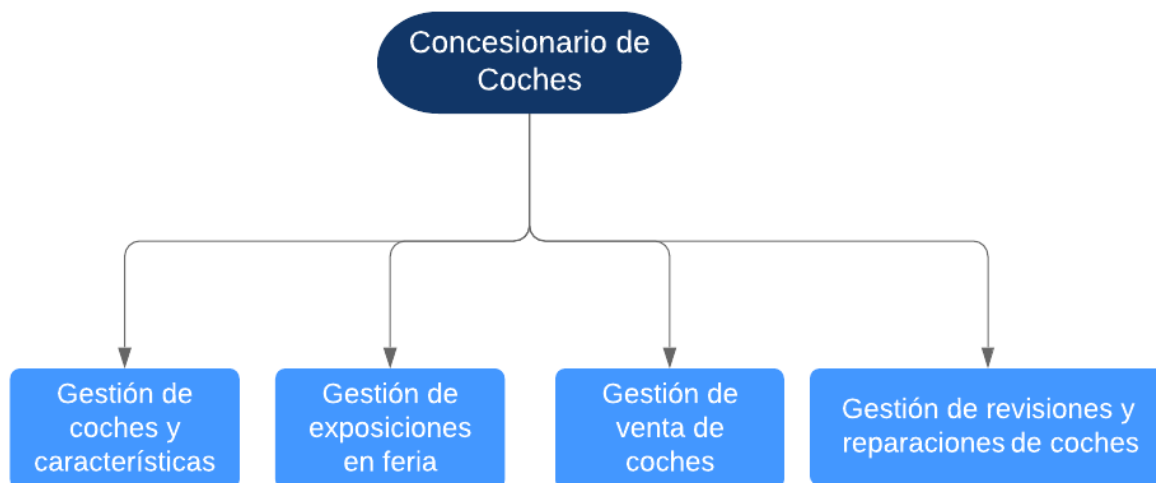 Concesionario de
Coches
Gestión de
coches y
características
Gestión de
exposiciones
en feria
Gestión de
venta de
coches
Gestión de revisiones y
reparaciones de coches